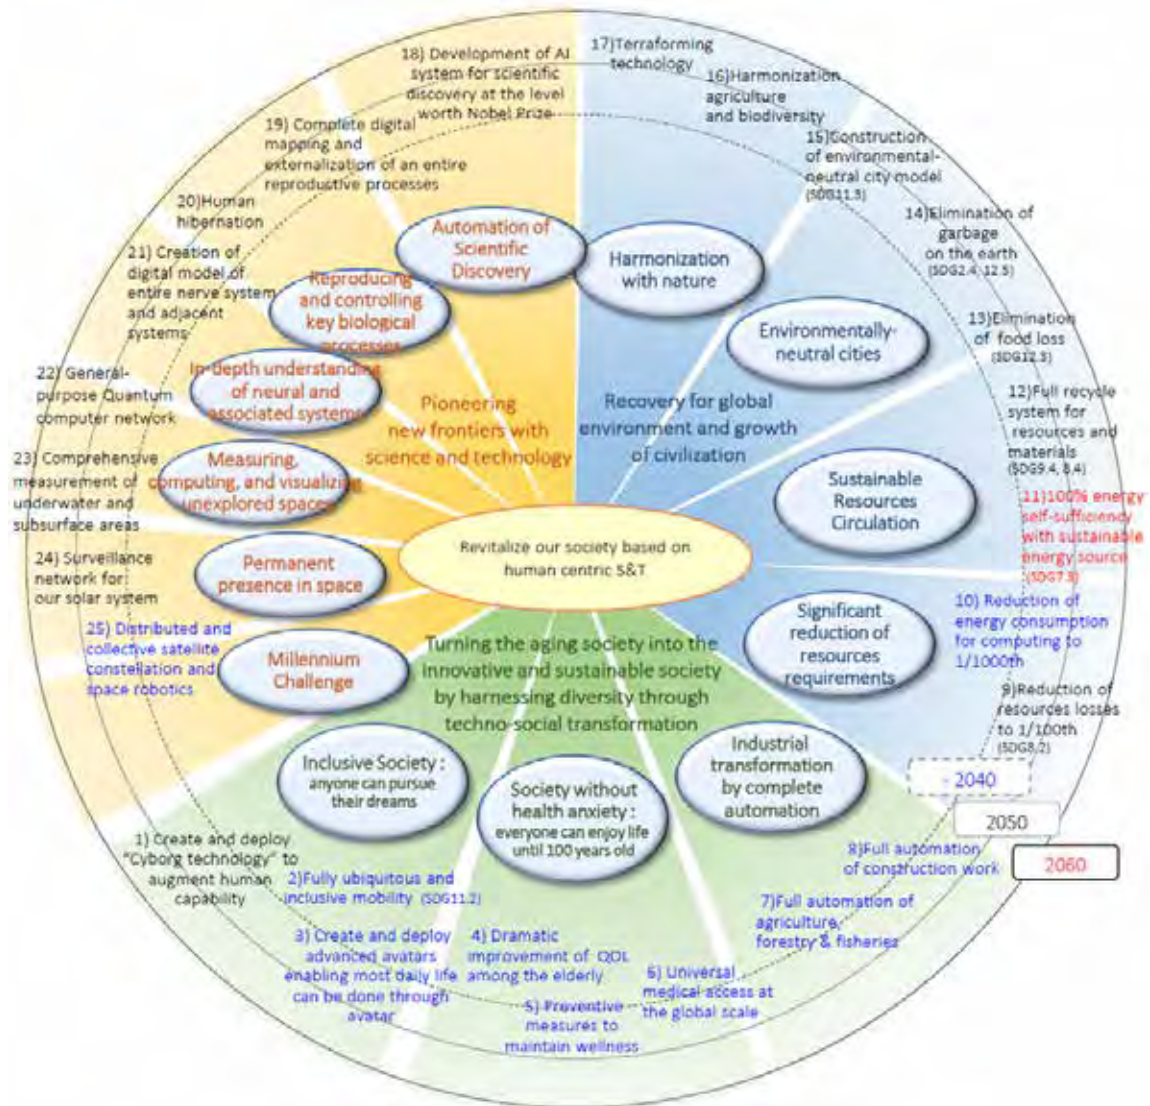 18) Development of AI
system for scientific
discovery at the level
worth Nobel Prize
17)Terraforming
technology
16)Harmonization
agriculture
and biodiversity
19) Complete digital
mapping and
externalization of an entire
reproductive processes
15)Construction
of environmental-
neutral city model
(SDG11.3)
20)Human
hibernation
14)Elimination of
garbage
on the earth
(SDG2.4, 12.5)
21) Creation of
digital model of
entire nerve system
and adjacent
systems
13)Elimination
of food loss
(SDG12.3)
22) General-
purpose Quantum
computer network
12)Full recycle
system for
resources and
materials
(SDG9.4, 8.4)
23) Comprehensive
measurement of
underwater and
subsurface areas
11)100% energy
self-sufficiency
with sustainable
energy source
(SDG7.3)
24) Surveillance
network for
our solar system
10) Reduction of
energy consumption
for computing to
1/1000th
25) Distributed and
collective satellite
constellation and
space robotics
9)Reduction of
resources losses
to 1/100th
(SDG8.2)
Automation of
Scientific
Discovery
Harmonization
with nature
Reproducing
and controlling
key biological
processes
Environmentally-
neutral cities
In-depth understanding
of neural and
associated systems
Pioneering
new frontiers with
science and technology
Recovery for global
environment and growth
of civilization
Measuring,
computing, and visualizing
unexplored spaces
Sustainable
Resources
Circulation
Revitalize our society based on
human centric S&T
Permanent
presence in space
Significant
reduction of
resources
requirements
Millennium
Challenge
Turning the aging society into the
innovative and sustainable society
by harnessing diversity through
techno-social transformation
Inclusive Society :
anyone can pursue
their dreams
Society without
health anxiety :
everyone can enjoy life
until 100 years old
Industrial
transformation
by complete
automation
- 2040
2050
2060
1) Create and deploy
"Cyborg technology" to
augment human
capability
2)Fully ubiquitous and
inclusive mobility (SDG11.2)
3) Create and deploy
advanced avatars
enabling most daily life
can be done through
avatar
4) Dramatic
improvement of QOL
among the elderly
5) Preventive
measures to
maintain wellness
6) Universal
medical access at
the global scale
7)Full automation of
agriculture,
forestry & fisheries
8)Full automation
of construction work